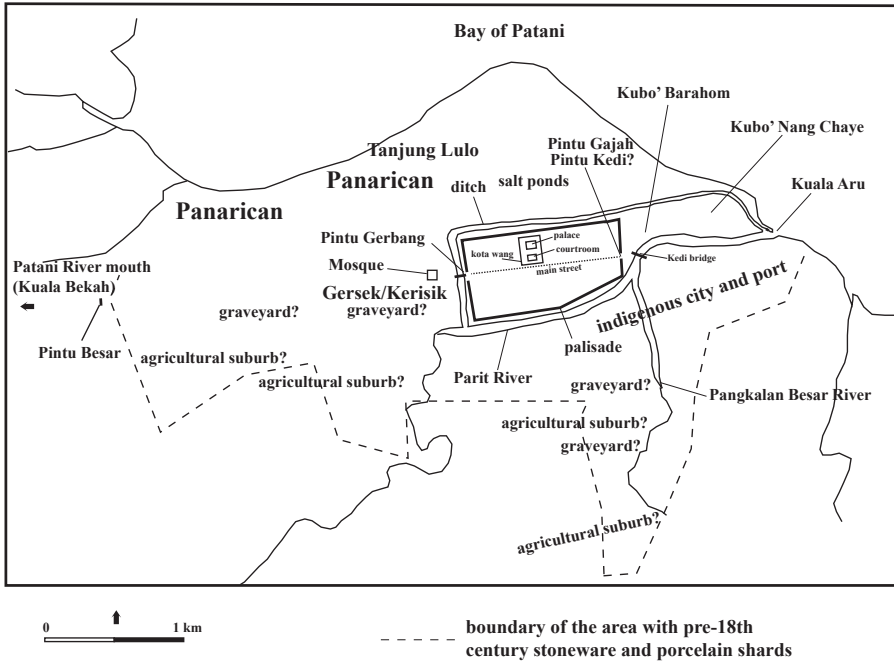 Bay of Patani
Kubo' Barahom
Kubo' Nang Chaye
Tanjung Lulo
Pintu Gajah
Pintu Kedi?
Panarican
salt ponds
ditch
Kuala Aru
Panarican
Pintu Gerbang
palace
kota wang
courtroom
main street
Kedi bridge
Mosque
Patani River mouth
(Kuala Bekah)
Gersek/Kerisik
graveyard?
graveyard?
indigenous city and port
Pintu Besar
palisade
agricultural suburb?
agricultural suburb?
Parit River
graveyard?
Pangkalan Besar River
agricultural suburb?
graveyard?
agricultural suburb?
0 1 km
boundary of the area with pre-18th
century stoneware and porcelain shards